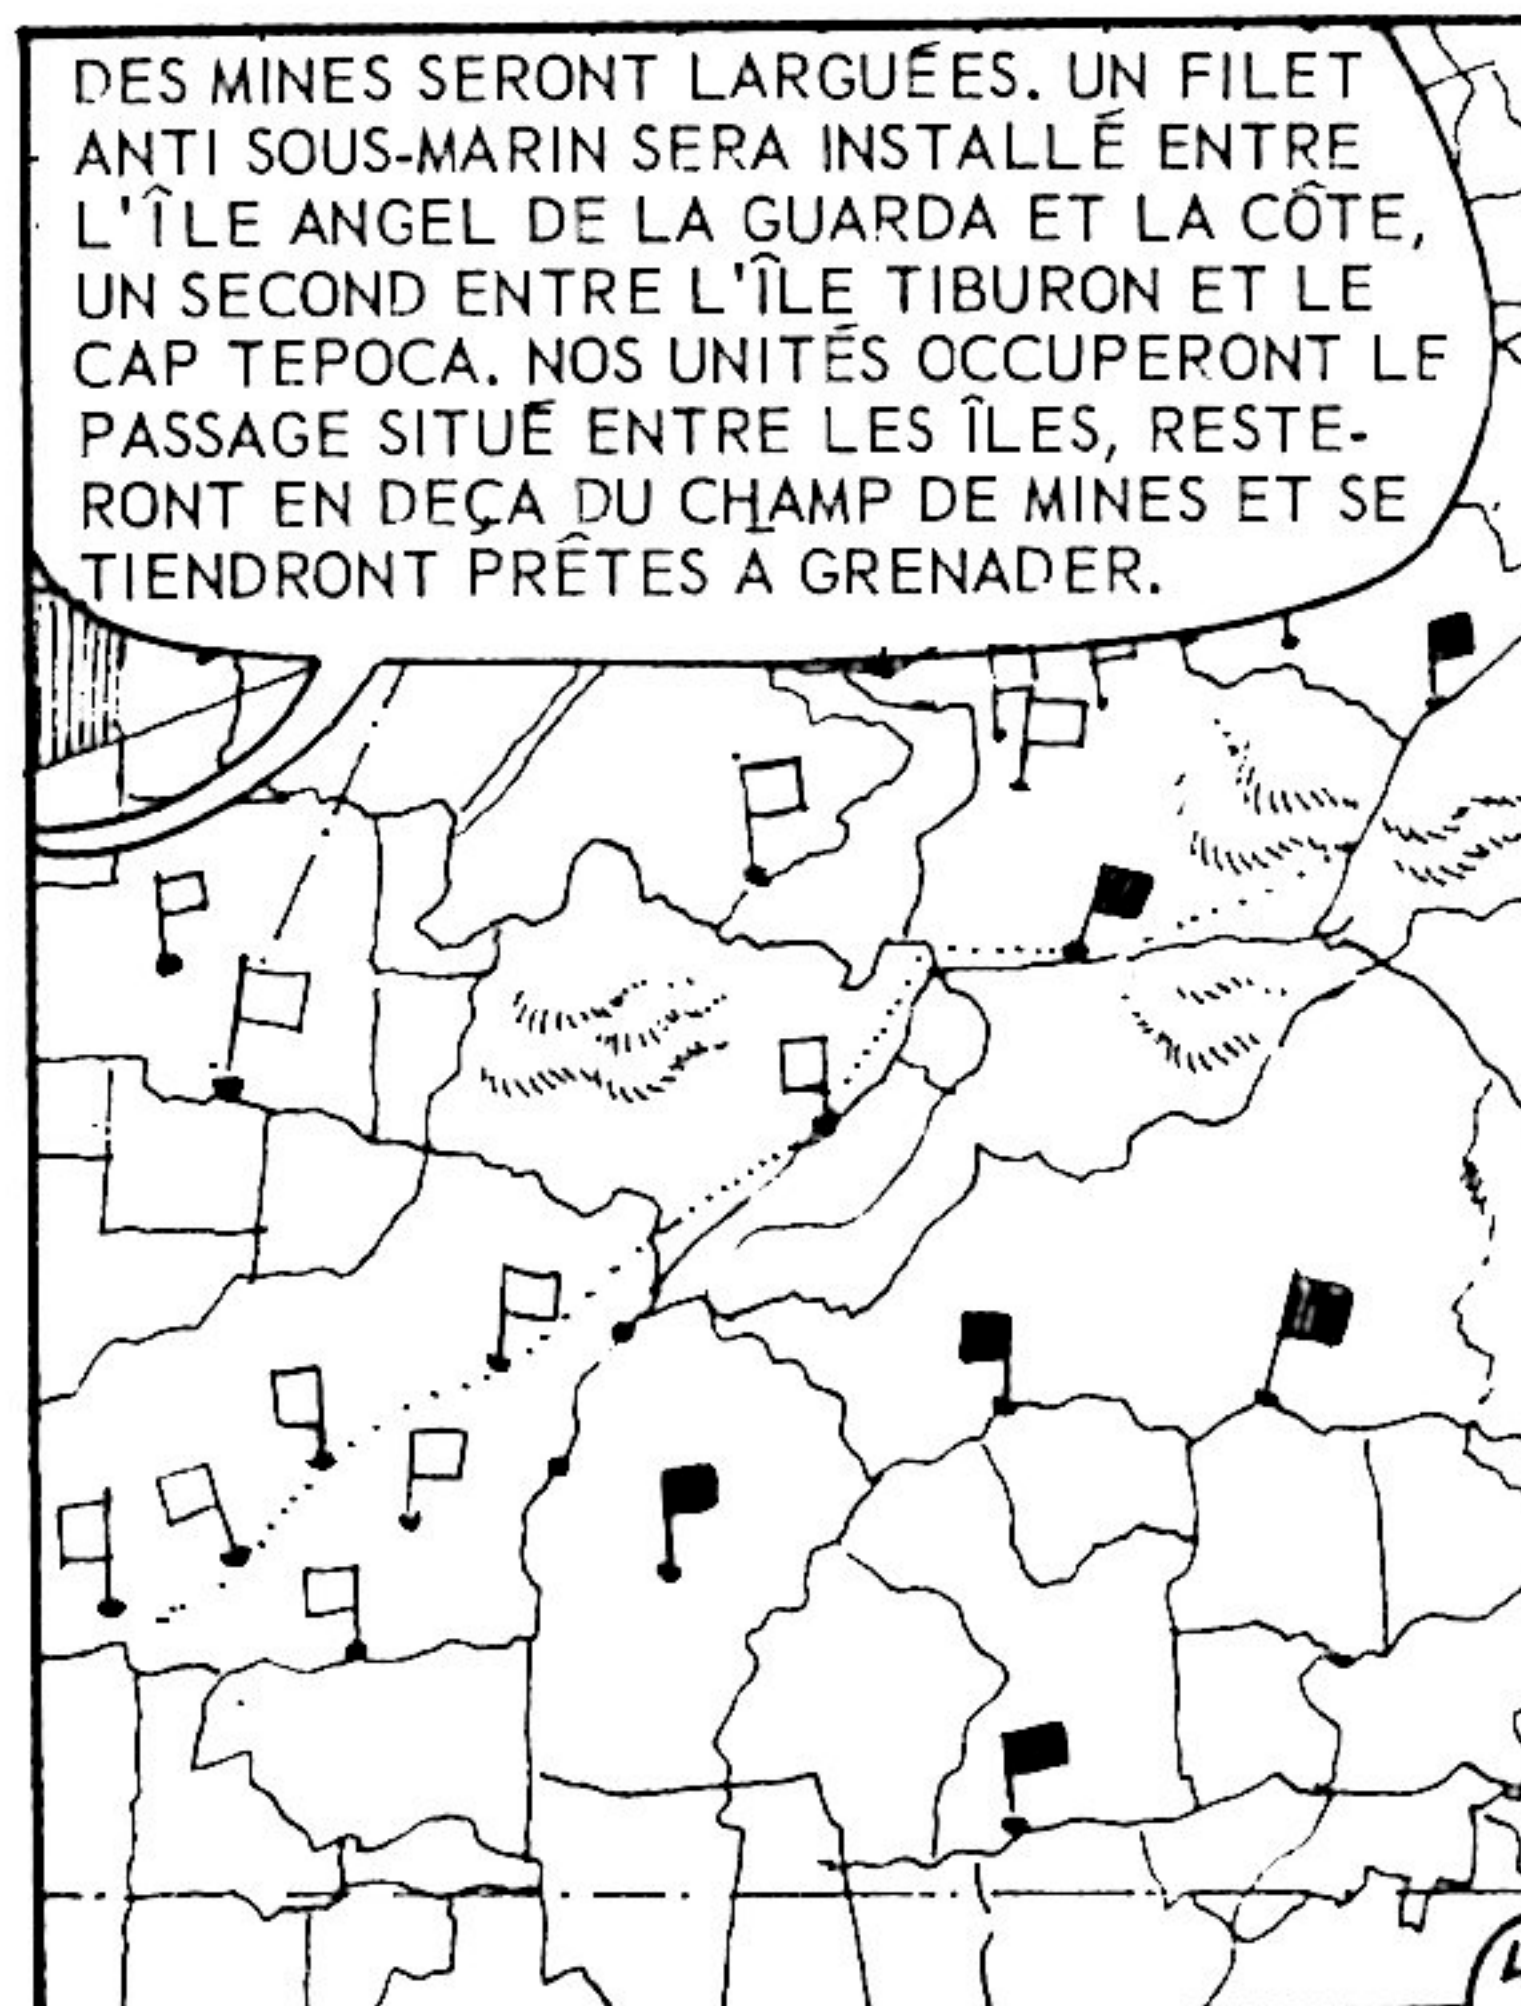 DES MINES SERONT LARGUÉES. UN FILET
ANTI SOUS-MARIN SERA INSTALLÉ ENTRE
L'ÎLE ANGEL DE LA GUARDA ET LA CÔTE,
UN SECOND ENTRE L'ÎLE TIBURON ET LE
CAP TEPOCA. NOS UNITÉS OCCUPERONT LE
PASSAGE SITUÉ ENTRE LES ÎLES, RESTE-
RONT EN DEÇA DU CHAMP DE MINES ET SE
TIENDRONT PRÊTES À GRENADER.